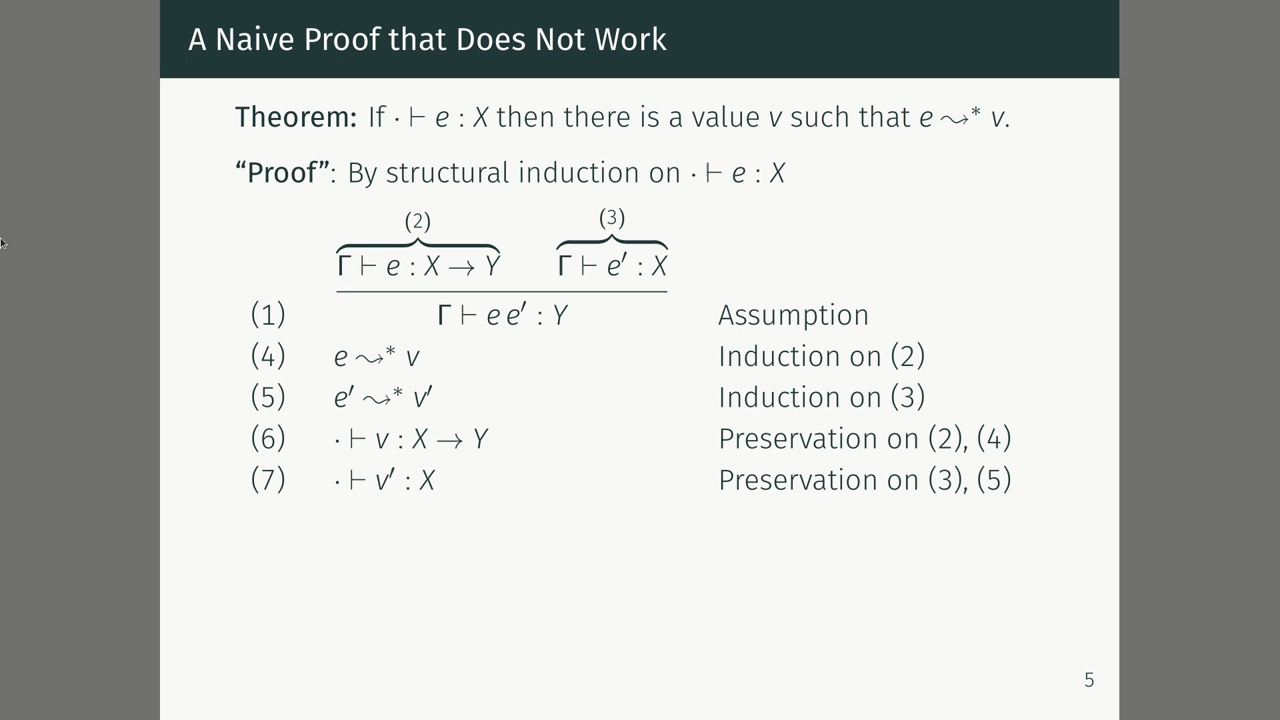 A Naive Proof that Does Not Work
Theorem: If · ⊢ e : X then there is a value v such that e ⤳* v.
“Proof”: By structural induction on · ⊢ e : X
(2) (3)
Γ ⊢ e : X → Y Γ ⊢ e′ : X
(1) Γ ⊢ e e′ : Y Assumption
(4) e ⤳* v Induction on (2)
(5) e′ ⤳* v′ Induction on (3)
(6) · ⊢ v : X → Y Preservation on (2), (4)
(7) · ⊢ v′ : X Preservation on (3), (5)
5